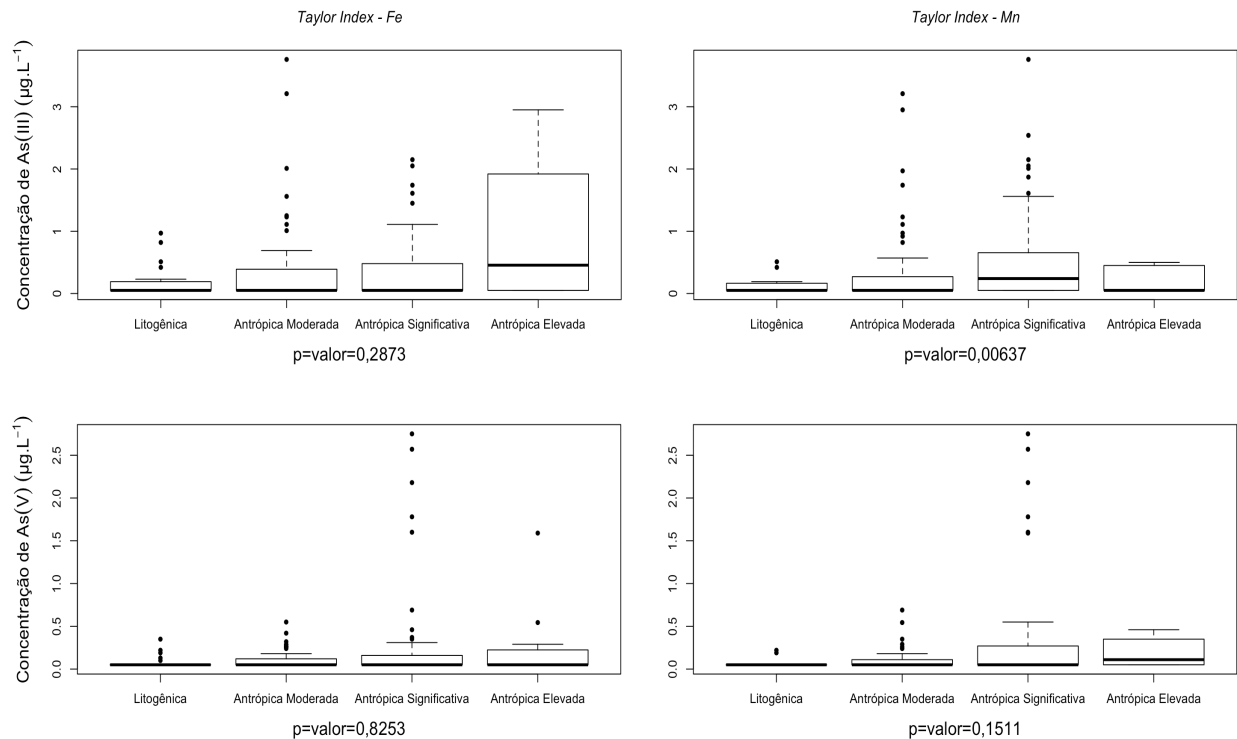 Taylor Index - Fe
Taylor Index - Mn
Concentração de As(III) (µg.L⁻¹)
3
2
1
0
Litogênica Antrópica Moderada Antrópica Significativa Antrópica Elevada
p=valor=0,2873
3
2
1
0
Litogênica Antrópica Moderada Antrópica Significativa Antrópica Elevada
p=valor=0,00637
Concentração de As(V) (µg.L⁻¹)
2.5
2.0
1.5
1.0
0.5
0.0
Litogênica Antrópica Moderada Antrópica Significativa Antrópica Elevada
p=valor=0,8253
2.5
2.0
1.5
1.0
0.5
0.0
Litogênica Antrópica Moderada Antrópica Significativa Antrópica Elevada
p=valor=0,1511